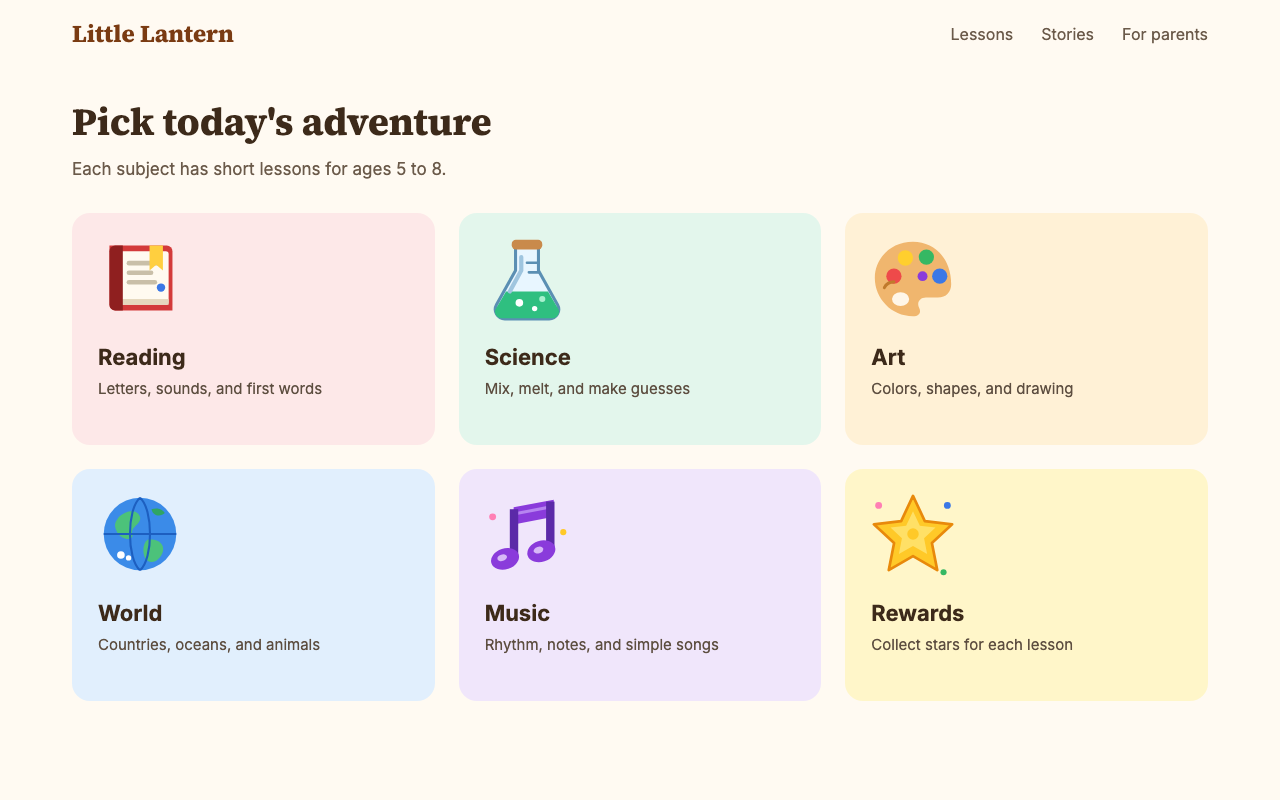 Little Lantern
Lessons Stories For parents
Pick today's adventure
Each subject has short lessons for ages 5 to 8.
Reading
Letters, sounds, and first words
Science
Mix, melt, and make guesses
Art
Colors, shapes, and drawing
World
Countries, oceans, and animals
Music
Rhythm, notes, and simple songs
Rewards
Collect stars for each lesson